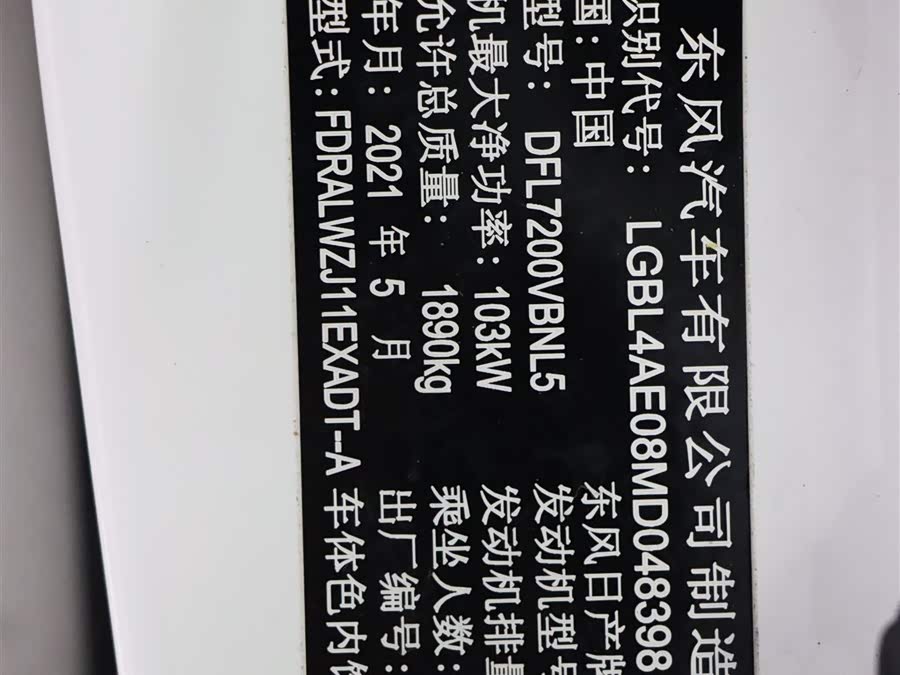 东风汽车有限公司制造
识别代号: LGBL4AE08MD048398
国: 中国 东风日产牌
型号: DFL7200VBNL5 发动机型号
机最大净功率: 103kW 发动机排量
允许总质量: 1890kg 乘坐人数:
年月: 2021 年 5 月 出厂编号:
型式: FDRALWZJ11EXADT--A 车体色内饰